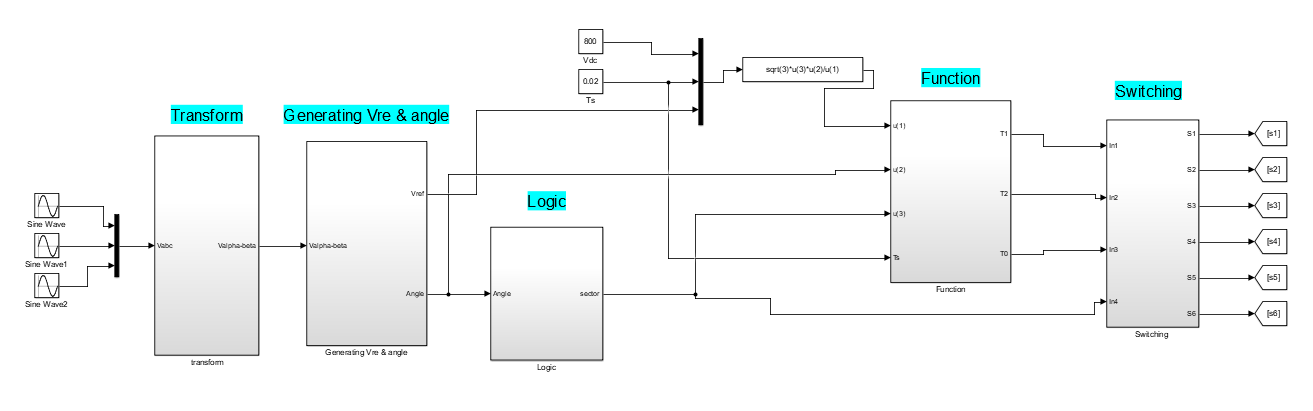 800
Vdc
0.02
Ts
sqrt(3)*u(3)*u(2)/u(1)
Transform
Generating Vre & angle
Logic
Function
Switching
Sine Wave
Sine Wave1
Sine Wave2
Vabc
Valpha-beta
transform
Valpha-beta
Vref
Angle
Generating Vre & angle
Angle
sector
Logic
u(1)
u(2)
u(3)
Ts
T1
T2
T0
Function
In1
In2
In3
In4
S1
S2
S3
S4
S5
S6
Switching
[s1]
[s2]
[s3]
[s4]
[s5]
[s6]